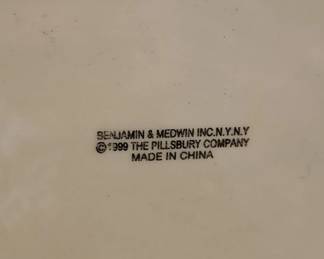 BENJAMIN & MEDWIN INC.N.Y.N.Y
©1999 THE PILLSBURY COMPANY
MADE IN CHINA